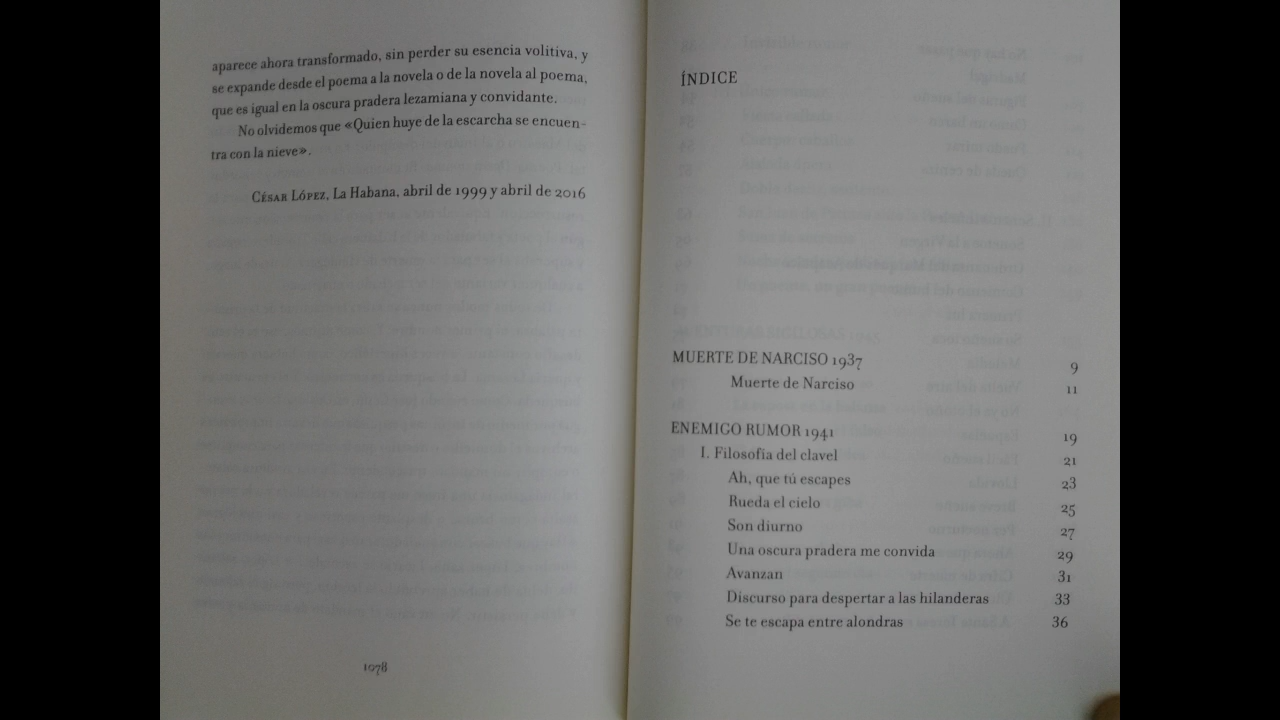 aparece ahora transformado, sin perder su esencia volitiva, y
se expande desde el poema a la novela o de la novela al poema,
que es igual en la oscura pradera lezamiana y convidante.
No olvidemos que «Quien huye de la escarcha se encuen-
tra con la nieve».
CÉSAR LÓPEZ, La Habana, abril de 1999 y abril de 2016
1078
ÍNDICE
MUERTE DE NARCISO 1937 9
Muerte de Narciso 11
ENEMIGO RUMOR 1941 19
I. Filosofía del clavel 21
Ah, que tú escapes 23
Rueda el cielo 25
Son diurno 27
Una oscura pradera me convida 29
Avanzan 31
Discurso para despertar a las hilanderas 33
Se te escapa entre alondras 36